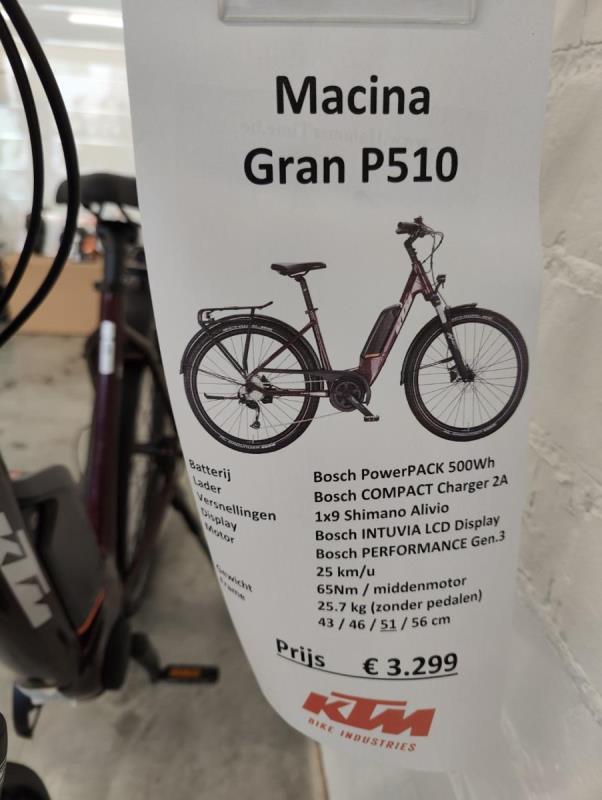 Macina
Gran P510
Batterij Bosch PowerPACK 500Wh
Lader Bosch COMPACT Charger 2A
Versnellingen 1x9 Shimano Alivio
Display Bosch INTUVIA LCD Display
Motor Bosch PERFORMANCE Gen.3
25 km/u
65Nm / middenmotor
Gewicht 25.7 kg (zonder pedalen)
Frame 43 / 46 / 51 / 56 cm
Prijs € 3.299
KTM
BIKE INDUSTRIES
KTM